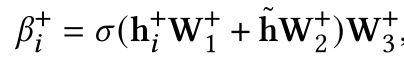 β_i^+ = σ(𝐡_i^+ 𝐖_1^+ + 𝐡̃𝐖_2^+)𝐖_3^+,